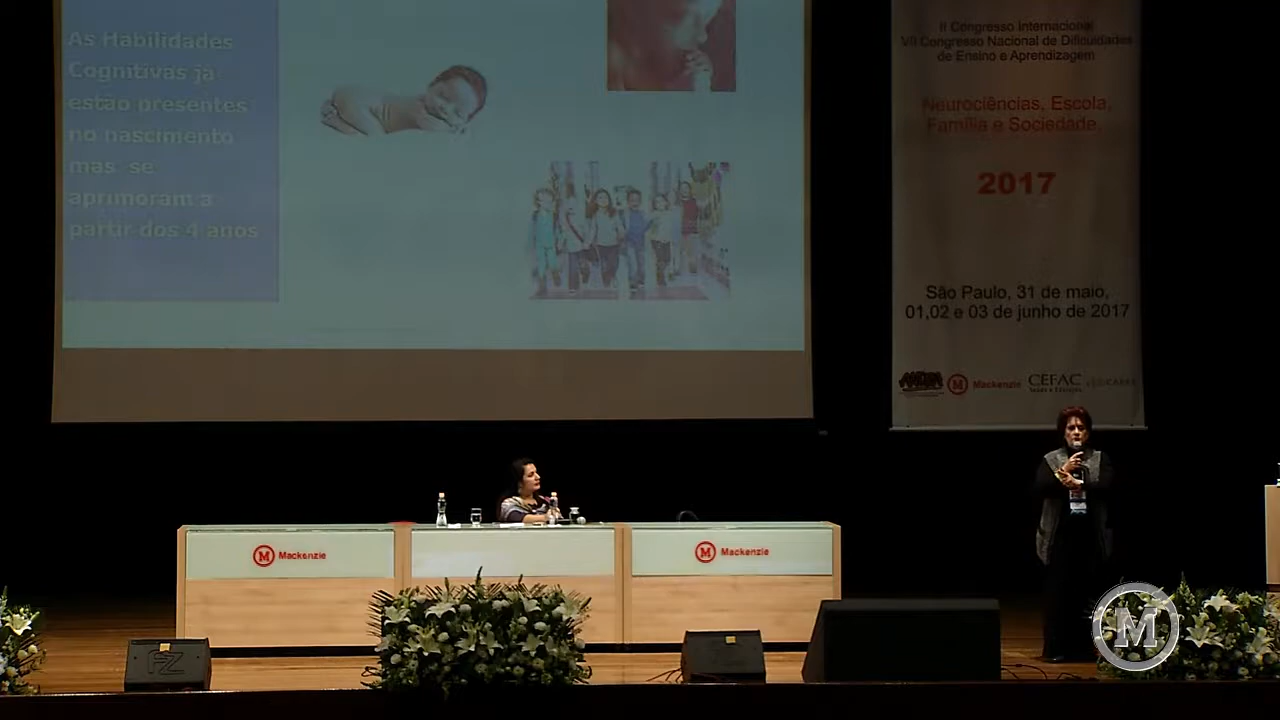 As Habilidades
Cognitivas já
estão presentes
no nascimento
mas se
aprimoram a
partir dos 4 anos
II Congresso Internacional
VII Congresso Nacional de Dificuldades
de Ensino e Aprendizagem
Neurociências, Escola,
Família e Sociedade
2017
São Paulo, 31 de maio,
01,02 e 03 de junho de 2017
M Mackenzie
CEFAC
M Mackenzie
M Mackenzie
FZ
M